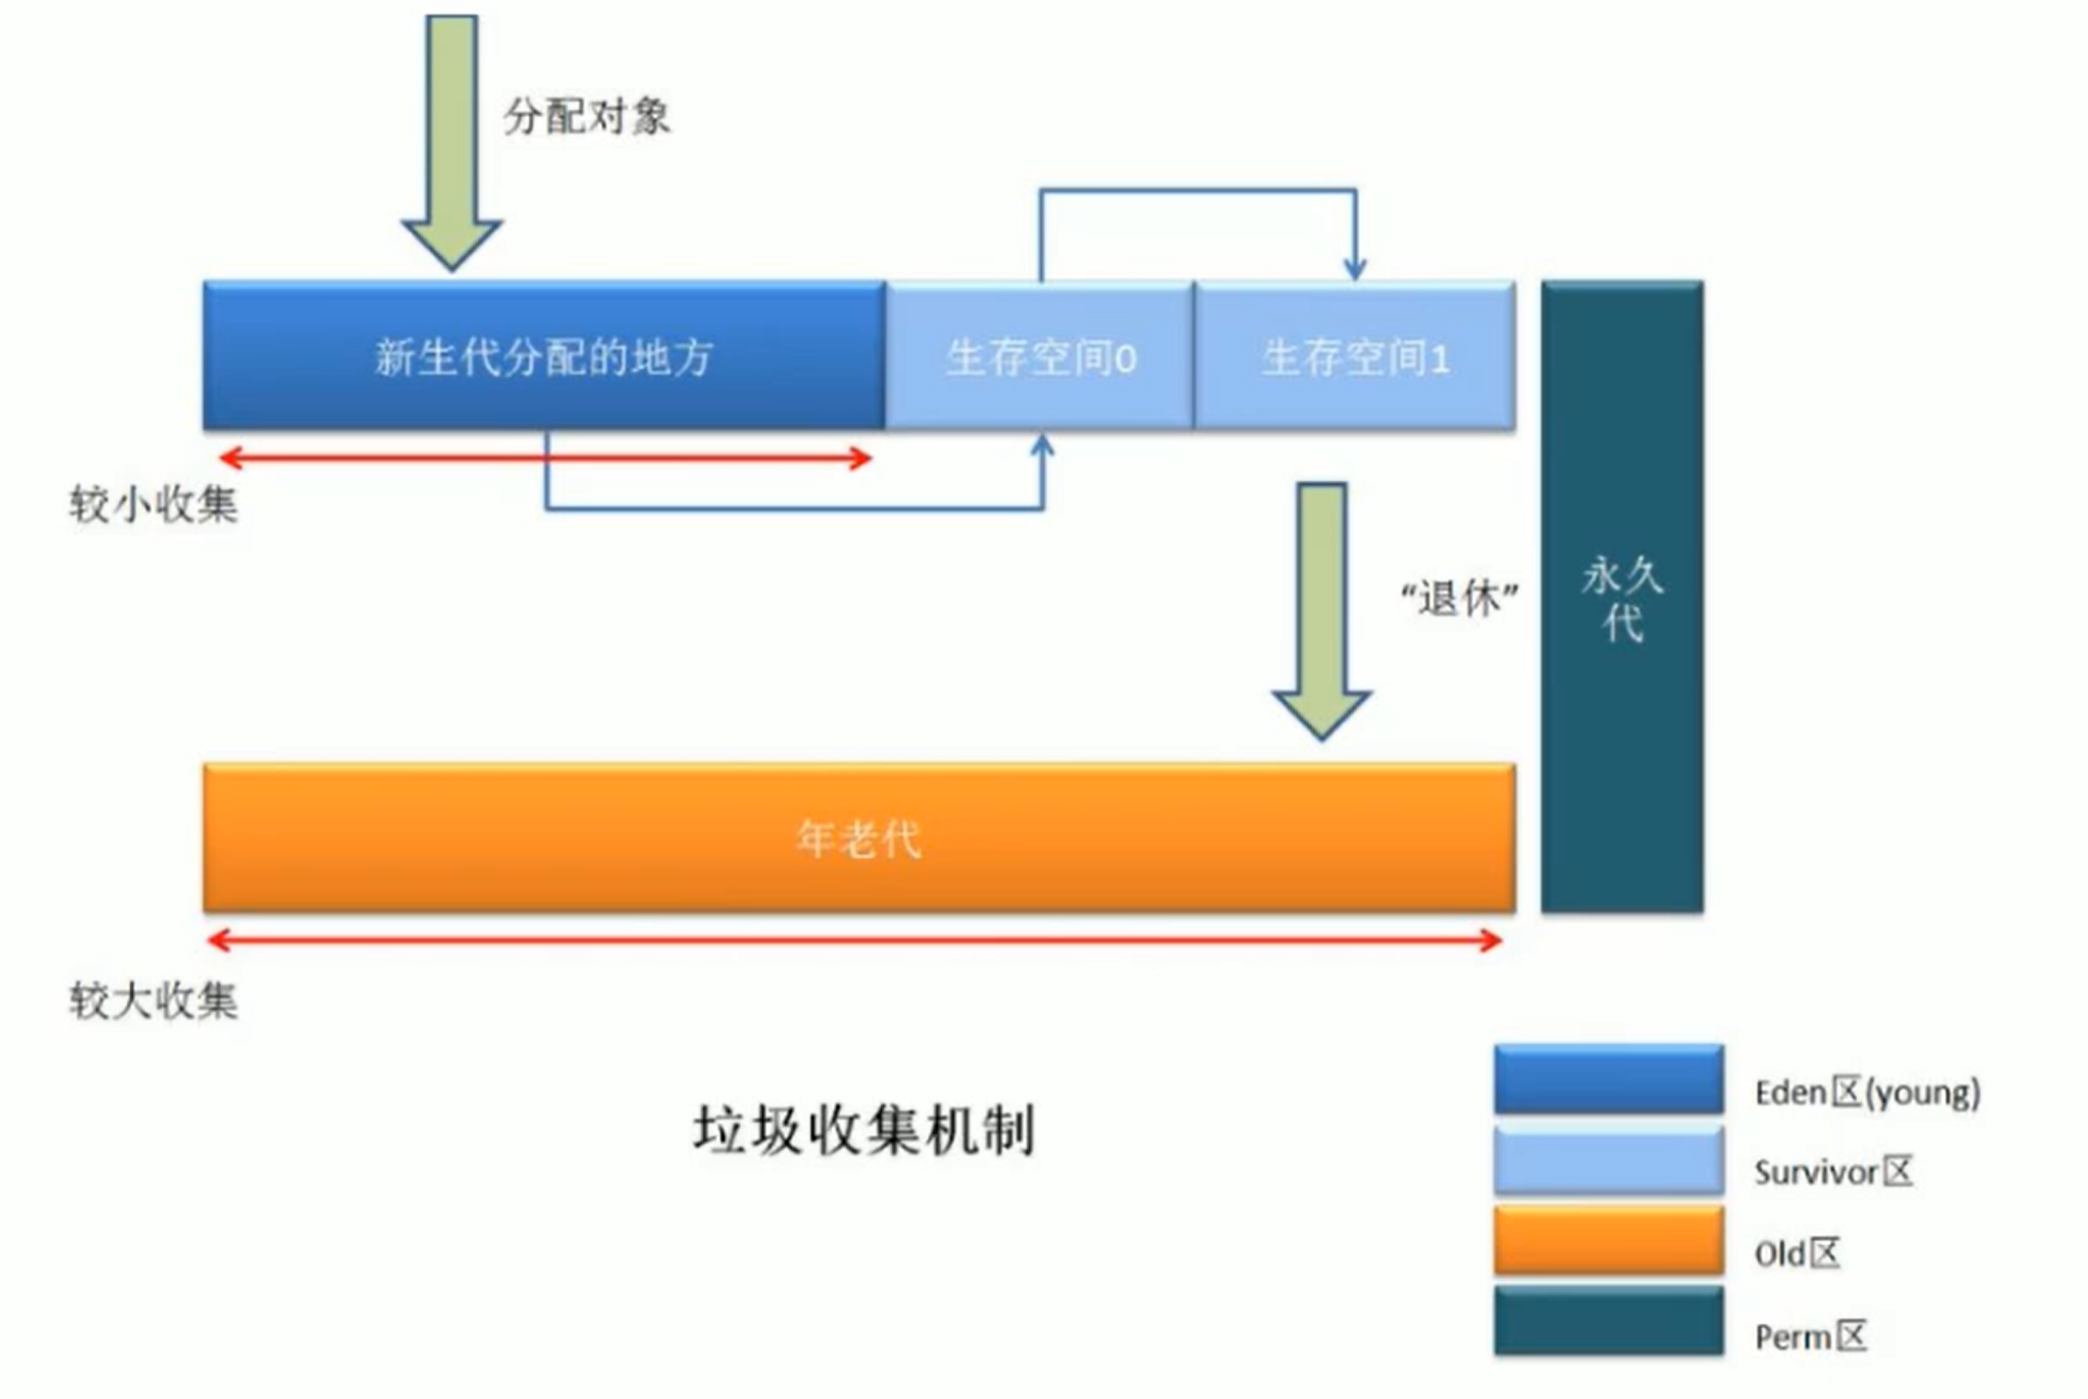 分配对象
新生代分配的地方
生存空间0
生存空间1
较小收集
“退休”
永久
代
年老代
较大收集
垃圾收集机制
Eden区(young)
Survivor区
Old区
Perm区